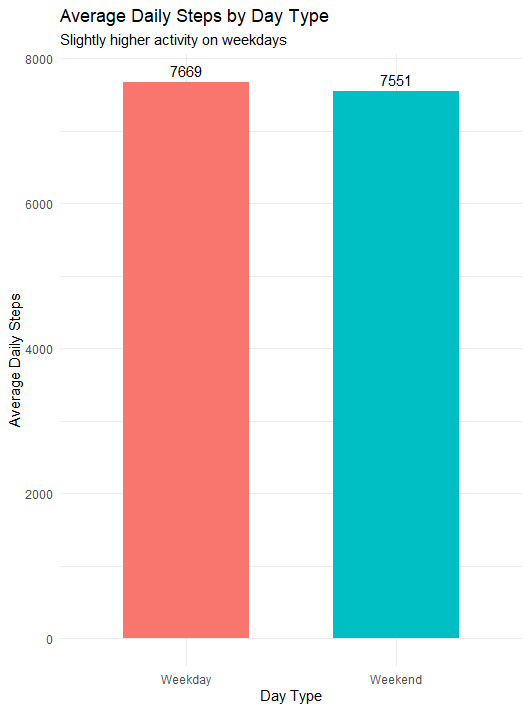 Average Daily Steps by Day Type
Slightly higher activity on weekdays
8000
7669
7551
6000
4000
2000
0
Average Daily Steps
Weekday
Weekend
Day Type